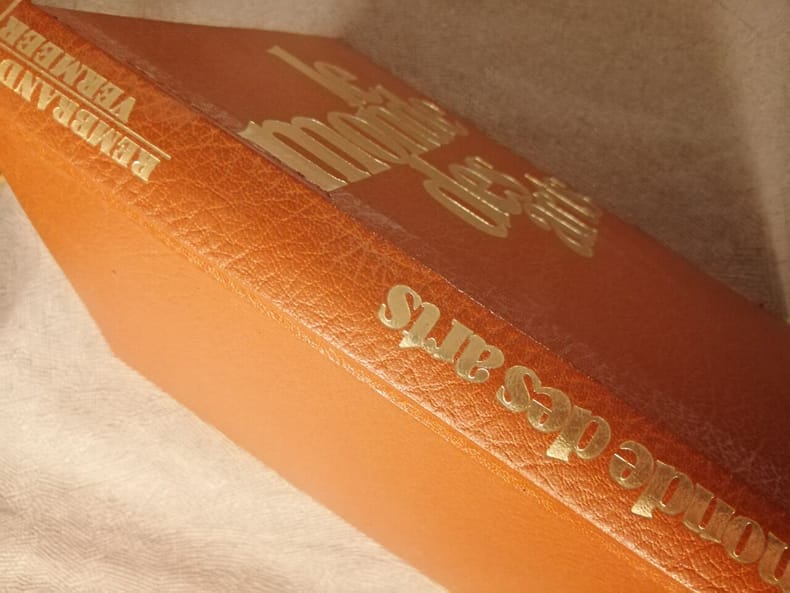 le
monde
des
arts
monde des arts
REMBRAND
VERMEER